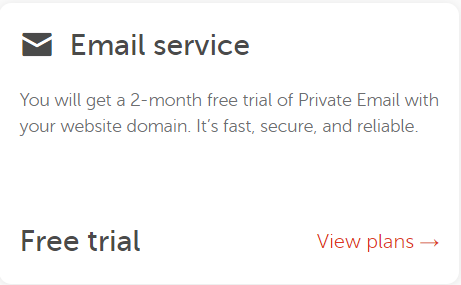 Email service
You will get a 2-month free trial of Private Email with
your website domain. It’s fast, secure, and reliable.
Free trial
View plans →